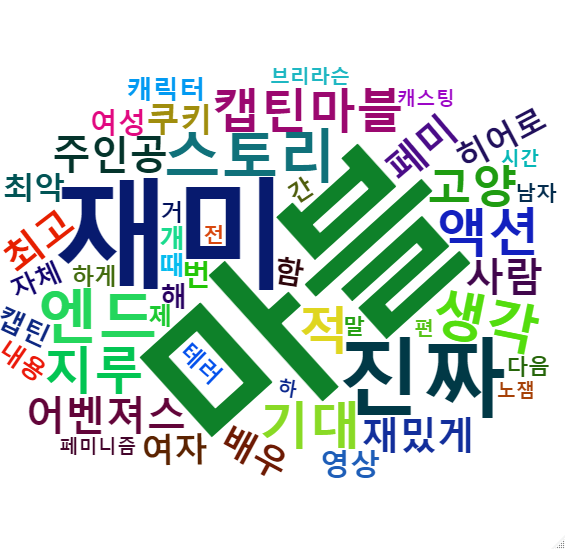 브리라슨
캐릭터
캐스팅
여성
쿠키
캡틴마블
주인공
스토리
페미
히어로
시간
최악
재미
간
고양
남자
최고
거
개
전
마블
액션
자체
하게
때
번
함
사람
해
캡틴
엔드
제
적
말
편
생각
내용
지루
테러
진짜
다음
하
노잼
어벤져스
기대
재밌게
페미니즘
여자
배우
영상